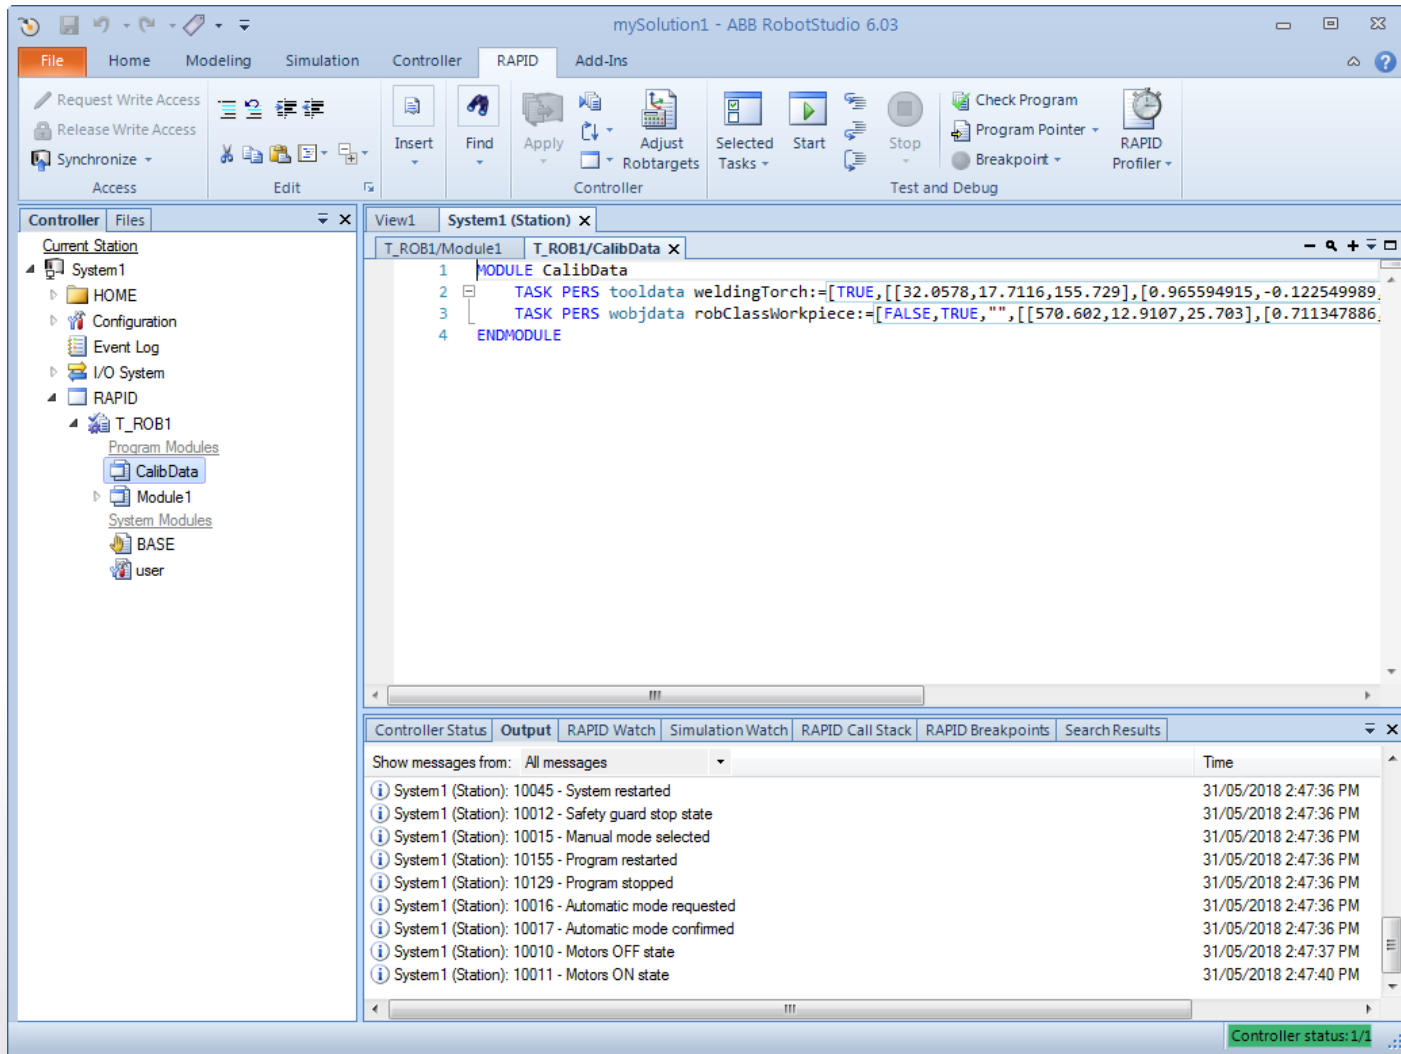 mySolution1 - ABB RobotStudio 6.03
File Home Modeling Simulation Controller RAPID Add-Ins
Request Write Access
Release Write Access
Synchronize
Access
Edit
Insert
Find
Apply
Adjust
Robtargets
Controller
Selected
Tasks
Start
Stop
Check Program
Program Pointer
Breakpoint
Test and Debug
RAPID
Profiler
Controller Files
Current Station
System1
HOME
Configuration
Event Log
I/O System
RAPID
T_ROB1
Program Modules
CalibData
Module1
System Modules
BASE
user
View1 System1 (Station)
T_ROB1/Module1 T_ROB1/CalibData
1 MODULE CalibData
2 TASK PERS tooldata weldingTorch:=[TRUE,[[32.0578,17.7116,155.729],[0.965594915,-0.122549989,
3 TASK PERS wobjdata robClassWorkpiece:=[FALSE,TRUE,"",[[570.602,12.9107,25.703],[0.711347886,
4 ENDMODULE
Controller Status Output RAPID Watch Simulation Watch RAPID Call Stack RAPID Breakpoints Search Results
Show messages from: All messages Time
System1 (Station): 10045 - System restarted 31/05/2018 2:47:36 PM
System1 (Station): 10012 - Safety guard stop state 31/05/2018 2:47:36 PM
System1 (Station): 10015 - Manual mode selected 31/05/2018 2:47:36 PM
System1 (Station): 10155 - Program restarted 31/05/2018 2:47:36 PM
System1 (Station): 10129 - Program stopped 31/05/2018 2:47:36 PM
System1 (Station): 10016 - Automatic mode requested 31/05/2018 2:47:36 PM
System1 (Station): 10017 - Automatic mode confirmed 31/05/2018 2:47:36 PM
System1 (Station): 10010 - Motors OFF state 31/05/2018 2:47:37 PM
System1 (Station): 10011 - Motors ON state 31/05/2018 2:47:40 PM
Controller status:1/1